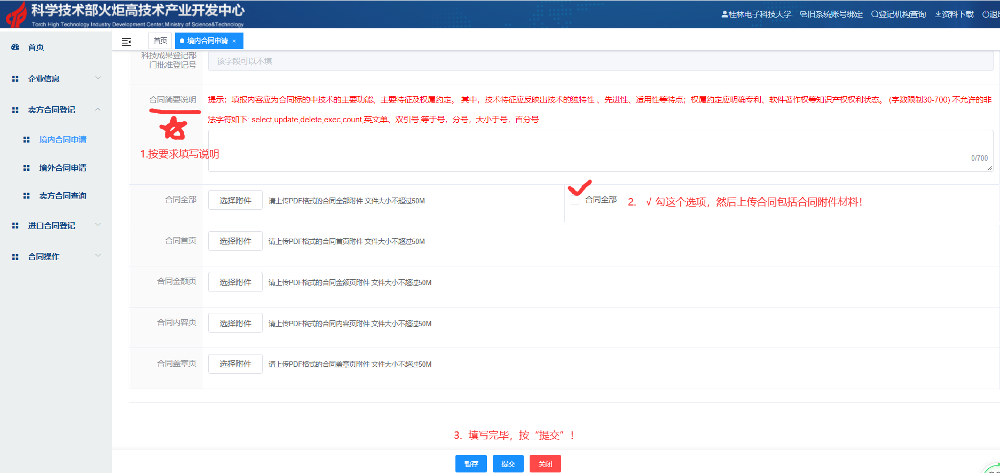 科学技术部火炬高技术产业开发中心
Torch High Technology Industry Development Center,Ministry of Science&Technology
桂林电子科技大学 旧系统账号绑定 登记机构查询 资料下载 退出
首页
企业信息
卖方合同登记
境内合同申请
境外合同申请
卖方合同查询
进口合同登记
合同操作
首页 境内合同申请 ×
科技成果登记部
门批准登记号
该字段可以不填
合同简要说明
提示：填报内容应为合同标的中技术的主要功能、主要特征及权属约定。 其中，技术特征应反映出技术的独特性 、先进性、适用性等特点；权属约定应明确专利、软件著作权等知识产权权利状态。 (字数限制30-700) 不允许的非
法字符如下: select,update,delete,exec,count,英文单、双引号,等于号，分号，大小于号，百分号.
1.按要求填写说明
0/700
合同全部 选择附件 请上传PDF格式的合同全部附件 文件大小不超过50M
合同全部 2. √ 勾这个选项，然后上传合同包括合同附件材料！
合同首页 选择附件 请上传PDF格式的合同首页附件 文件大小不超过50M
合同金额页 选择附件 请上传PDF格式的合同金额页附件 文件大小不超过50M
合同内容页 选择附件 请上传PDF格式的合同内容页附件 文件大小不超过50M
合同盖章页 选择附件 请上传PDF格式的合同盖章页附件 文件大小不超过50M
3. 填写完毕，按“提交”！
暂存 提交 关闭